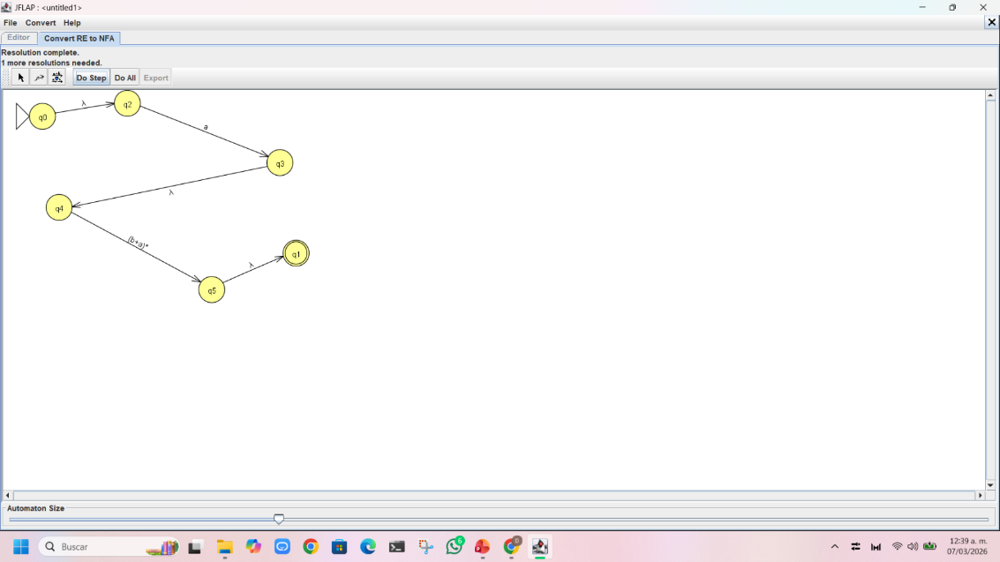 JFLAP : <untitled1>
File Convert Help
Editor Convert RE to NFA
Resolution complete.
1 more resolutions needed.
Do Step Do All Export
q0
λ
q2
a
q3
λ
q4
(b+a)*
q5
λ
q1
Automaton Size
Buscar
6
0
12:39 a. m.
07/03/2026